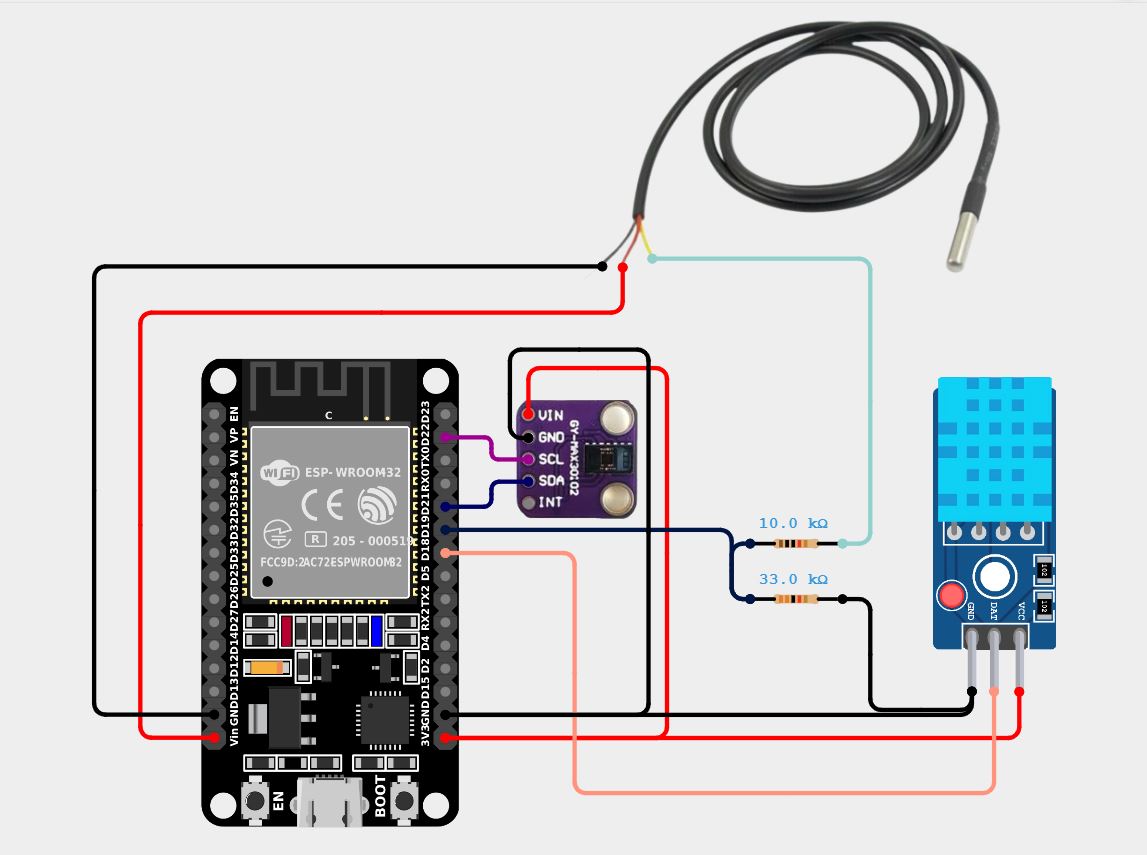 C
WiFi
ESP-WROOM32
CE
R 205 - 000519
FCC9D:2AC72ESPWROOM82
EN
VP
VN
D34
D35
D32
D33
D25
D26
D27
D14
D12
D13
GND
Vin
D23
D22
TX0
RX0
D21
D19
D18
D5
TX2
RX2
D4
D2
D15
GND
3V3
EN
BOOT
VIN
GND
SCL
SDA
INT
GY-MAX30102
10.0 kΩ
33.0 kΩ
102
102
GND
DAT
VCC